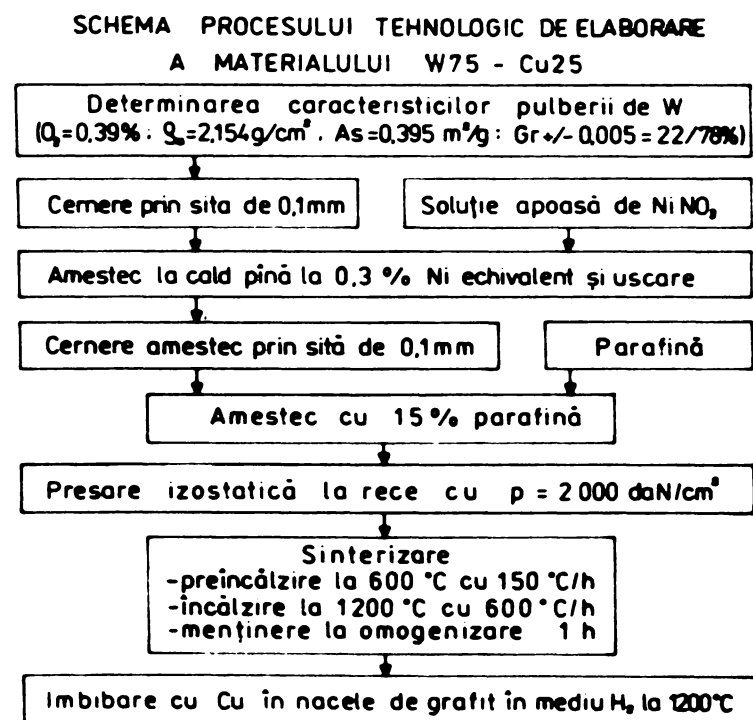 SCHEMA PROCESULUI TEHNOLOGIC DE ELABORARE
A MATERIALULUI W75 - Cu25
Determinarea caracteristicilor pulberii de W
(O₂=0,39% ; ρₐ=2,154g/cm³ . As=0,395 m²/g : Gr+/- 0,005=22/78%)
Cernere prin sita de 0,1mm
Soluție apoasă de NiNO₃
Amestec la cald pînă la 0,3 % Ni echivalent și uscare
Cernere amestec prin sită de 0,1mm
Parafină
Amestec cu 15% parafină
Presare izostatică la rece cu p = 2000 daN/cm²
Sinterizare
-preîncălzire la 600 °C cu 150 °C/h
-încălzire la 1200 °C cu 600 °C/h
-menținere la omogenizare 1 h
Imbibare cu Cu în nacele de grafit în mediu H₂ la 1200°C